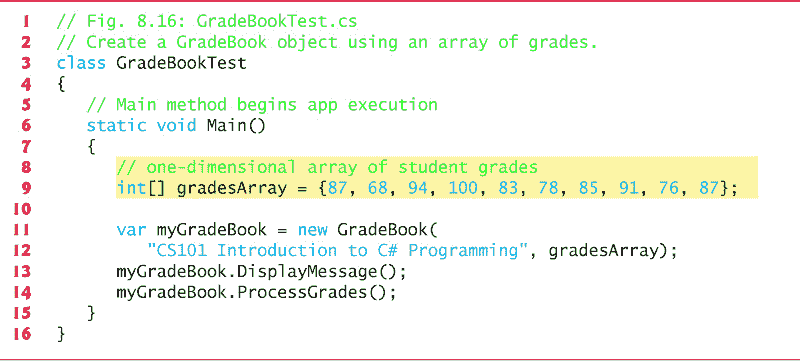 1 // Fig. 8.16: GradeBookTest.cs
2 // Create a GradeBook object using an array of grades.
3 class GradeBookTest
4 {
5 // Main method begins app execution
6 static void Main()
7 {
8 // one-dimensional array of student grades
9 int[] gradesArray = {87, 68, 94, 100, 83, 78, 85, 91, 76, 87};
10
11 var myGradeBook = new GradeBook(
12 "CS101 Introduction to C# Programming", gradesArray);
13 myGradeBook.DisplayMessage();
14 myGradeBook.ProcessGrades();
15 }
16 }